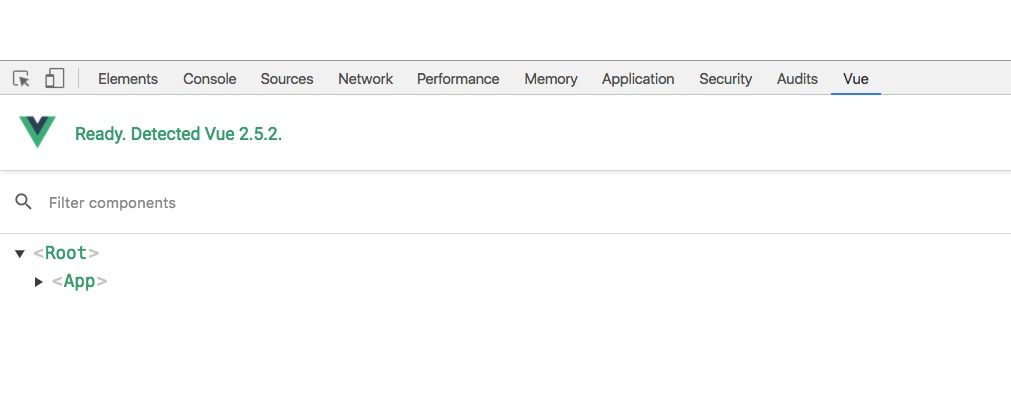 Elements Console Sources Network Performance Memory Application Security Audits Vue
Ready. Detected Vue 2.5.2.
Filter components
<Root>
<App>